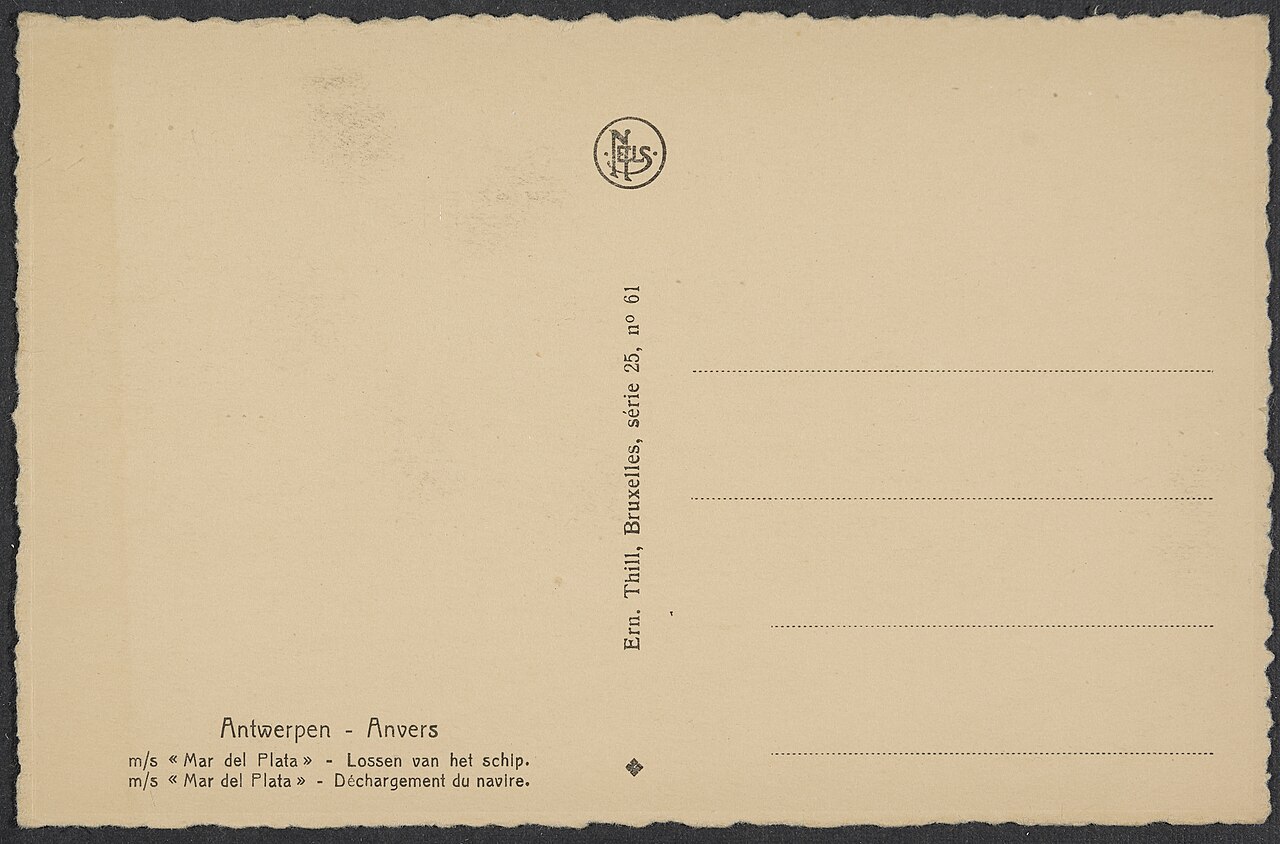 NELS
Ern. Thill, Bruxelles, série 25, nº 61
Antwerpen - Anvers
m/s « Mar del Plata » - Lossen van het schip.
m/s « Mar del Plata » - Déchargement du navire.